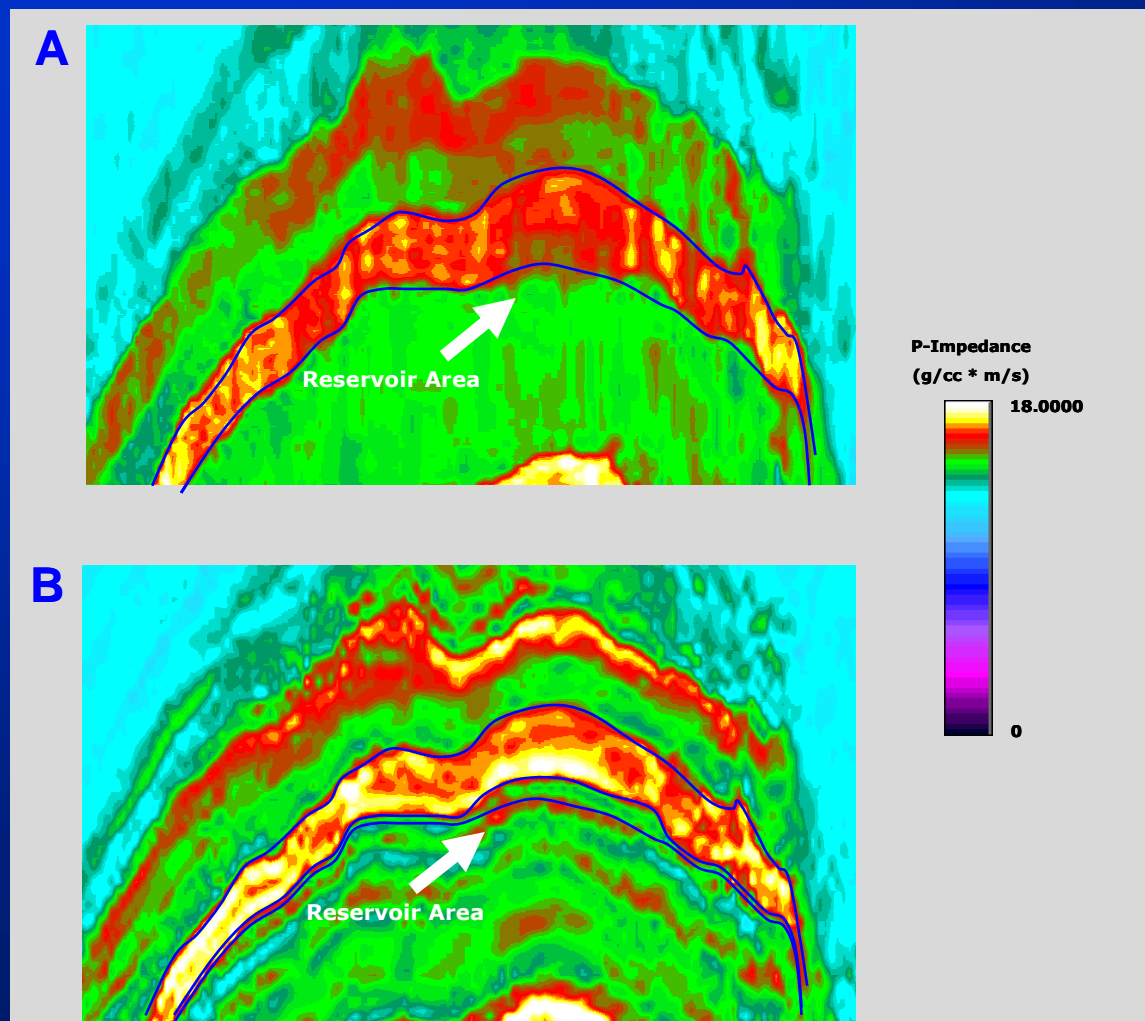 A
Reservoir Area
P-Impedance
(g/cc * m/s)
18.0000
0
B
Reservoir Area